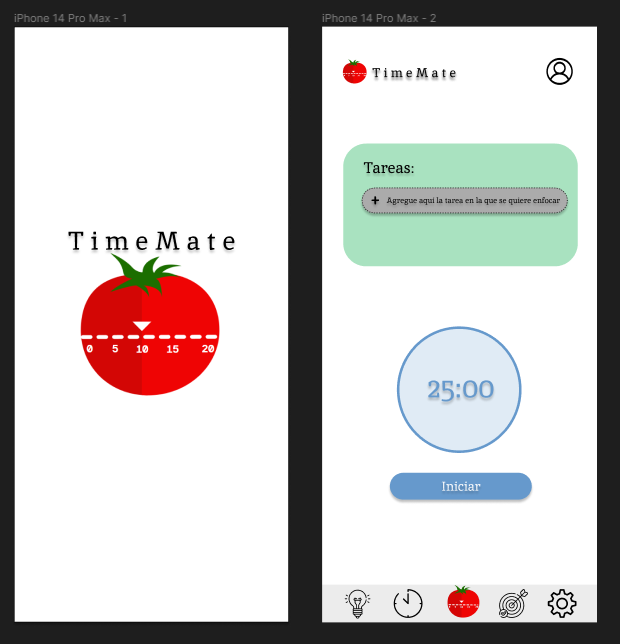 iPhone 14 Pro Max - 1
TimeMate
0 5 10 15 20
iPhone 14 Pro Max - 2
TimeMate
Tareas:
+ Agregue aqui la tarea en la que se quiere enfocar
25:00
Iniciar